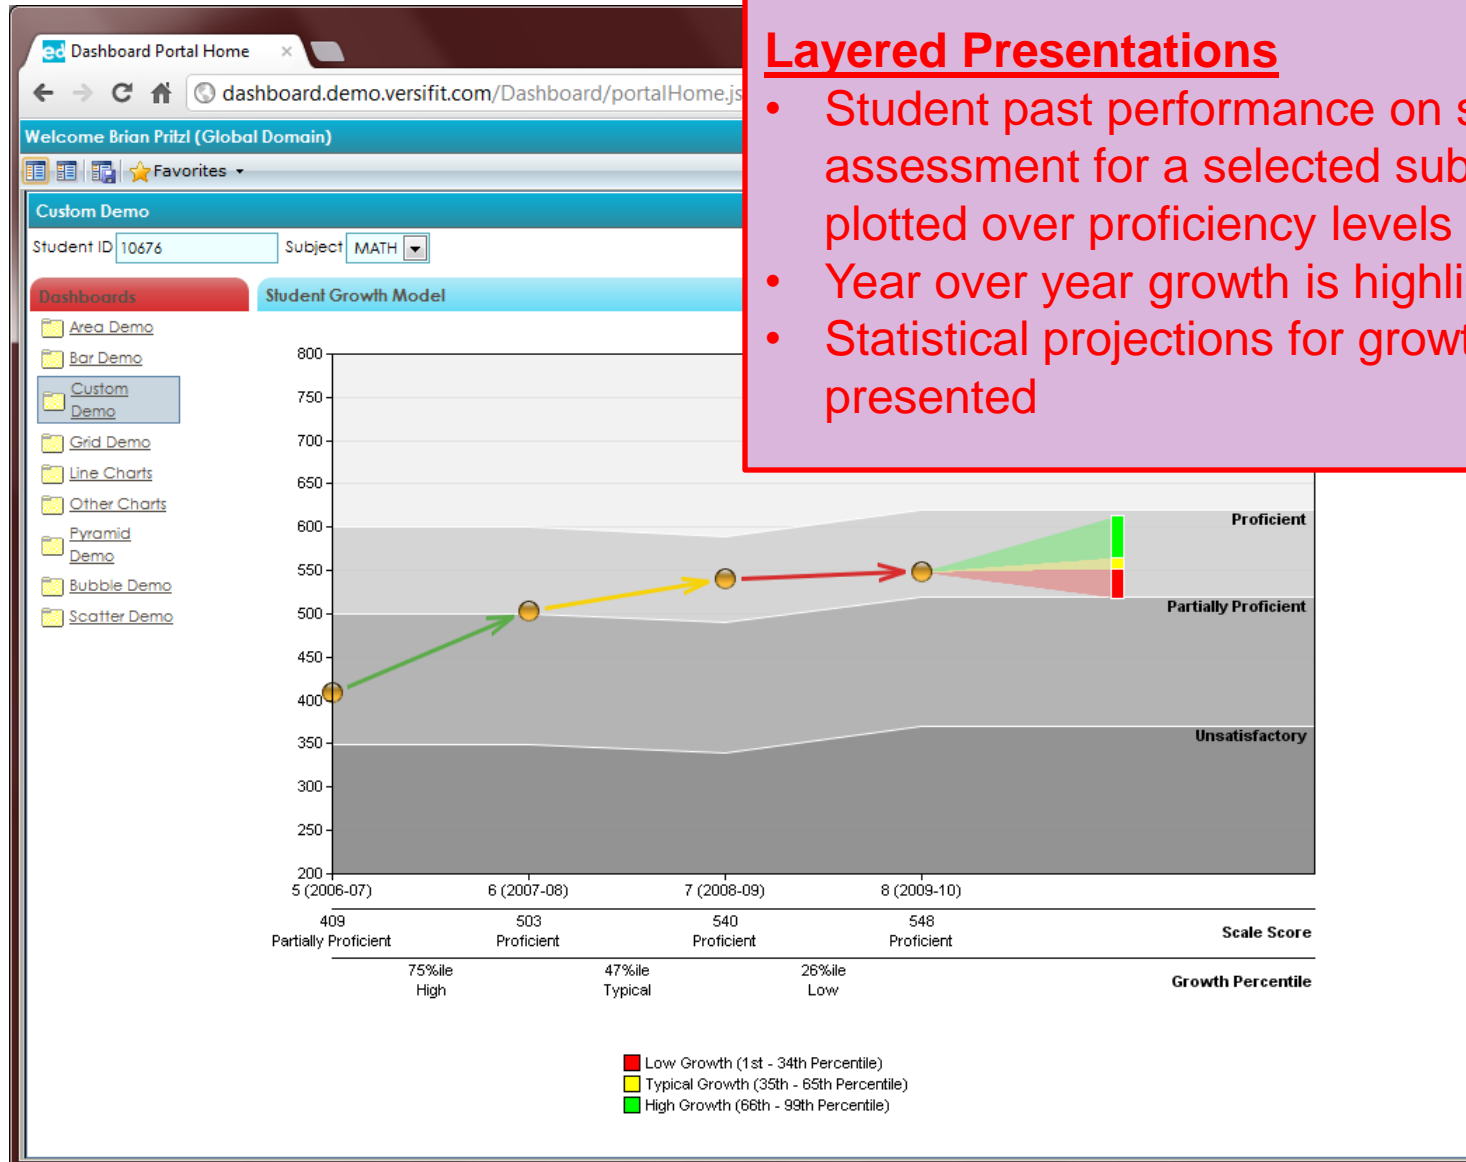 Dashboard Portal Home
dashboard.demo.versifit.com/Dashboard/portalHome.js
Welcome Brian Pritzl (Global Domain)
Favorites
Custom Demo
Student ID 10676 Subject MATH
Dashboards
Area Demo
Bar Demo
Custom
Demo
Grid Demo
Line Charts
Other Charts
Pyramid
Demo
Bubble Demo
Scatter Demo
Student Growth Model
Layered Presentations
• Student past performance on s
assessment for a selected sub
plotted over proficiency levels
• Year over year growth is highli
• Statistical projections for growt
presented
800
750
700
650
600
550
500
450
400
350
300
250
200
Proficient
Partially Proficient
Unsatisfactory
5 (2006-07) 6 (2007-08) 7 (2008-09) 8 (2009-10)
409 503 540 548
Partially Proficient Proficient Proficient Proficient
Scale Score
75%ile 47%ile 26%ile
High Typical Low
Growth Percentile
Low Growth (1st - 34th Percentile)
Typical Growth (35th - 65th Percentile)
High Growth (66th - 99th Percentile)